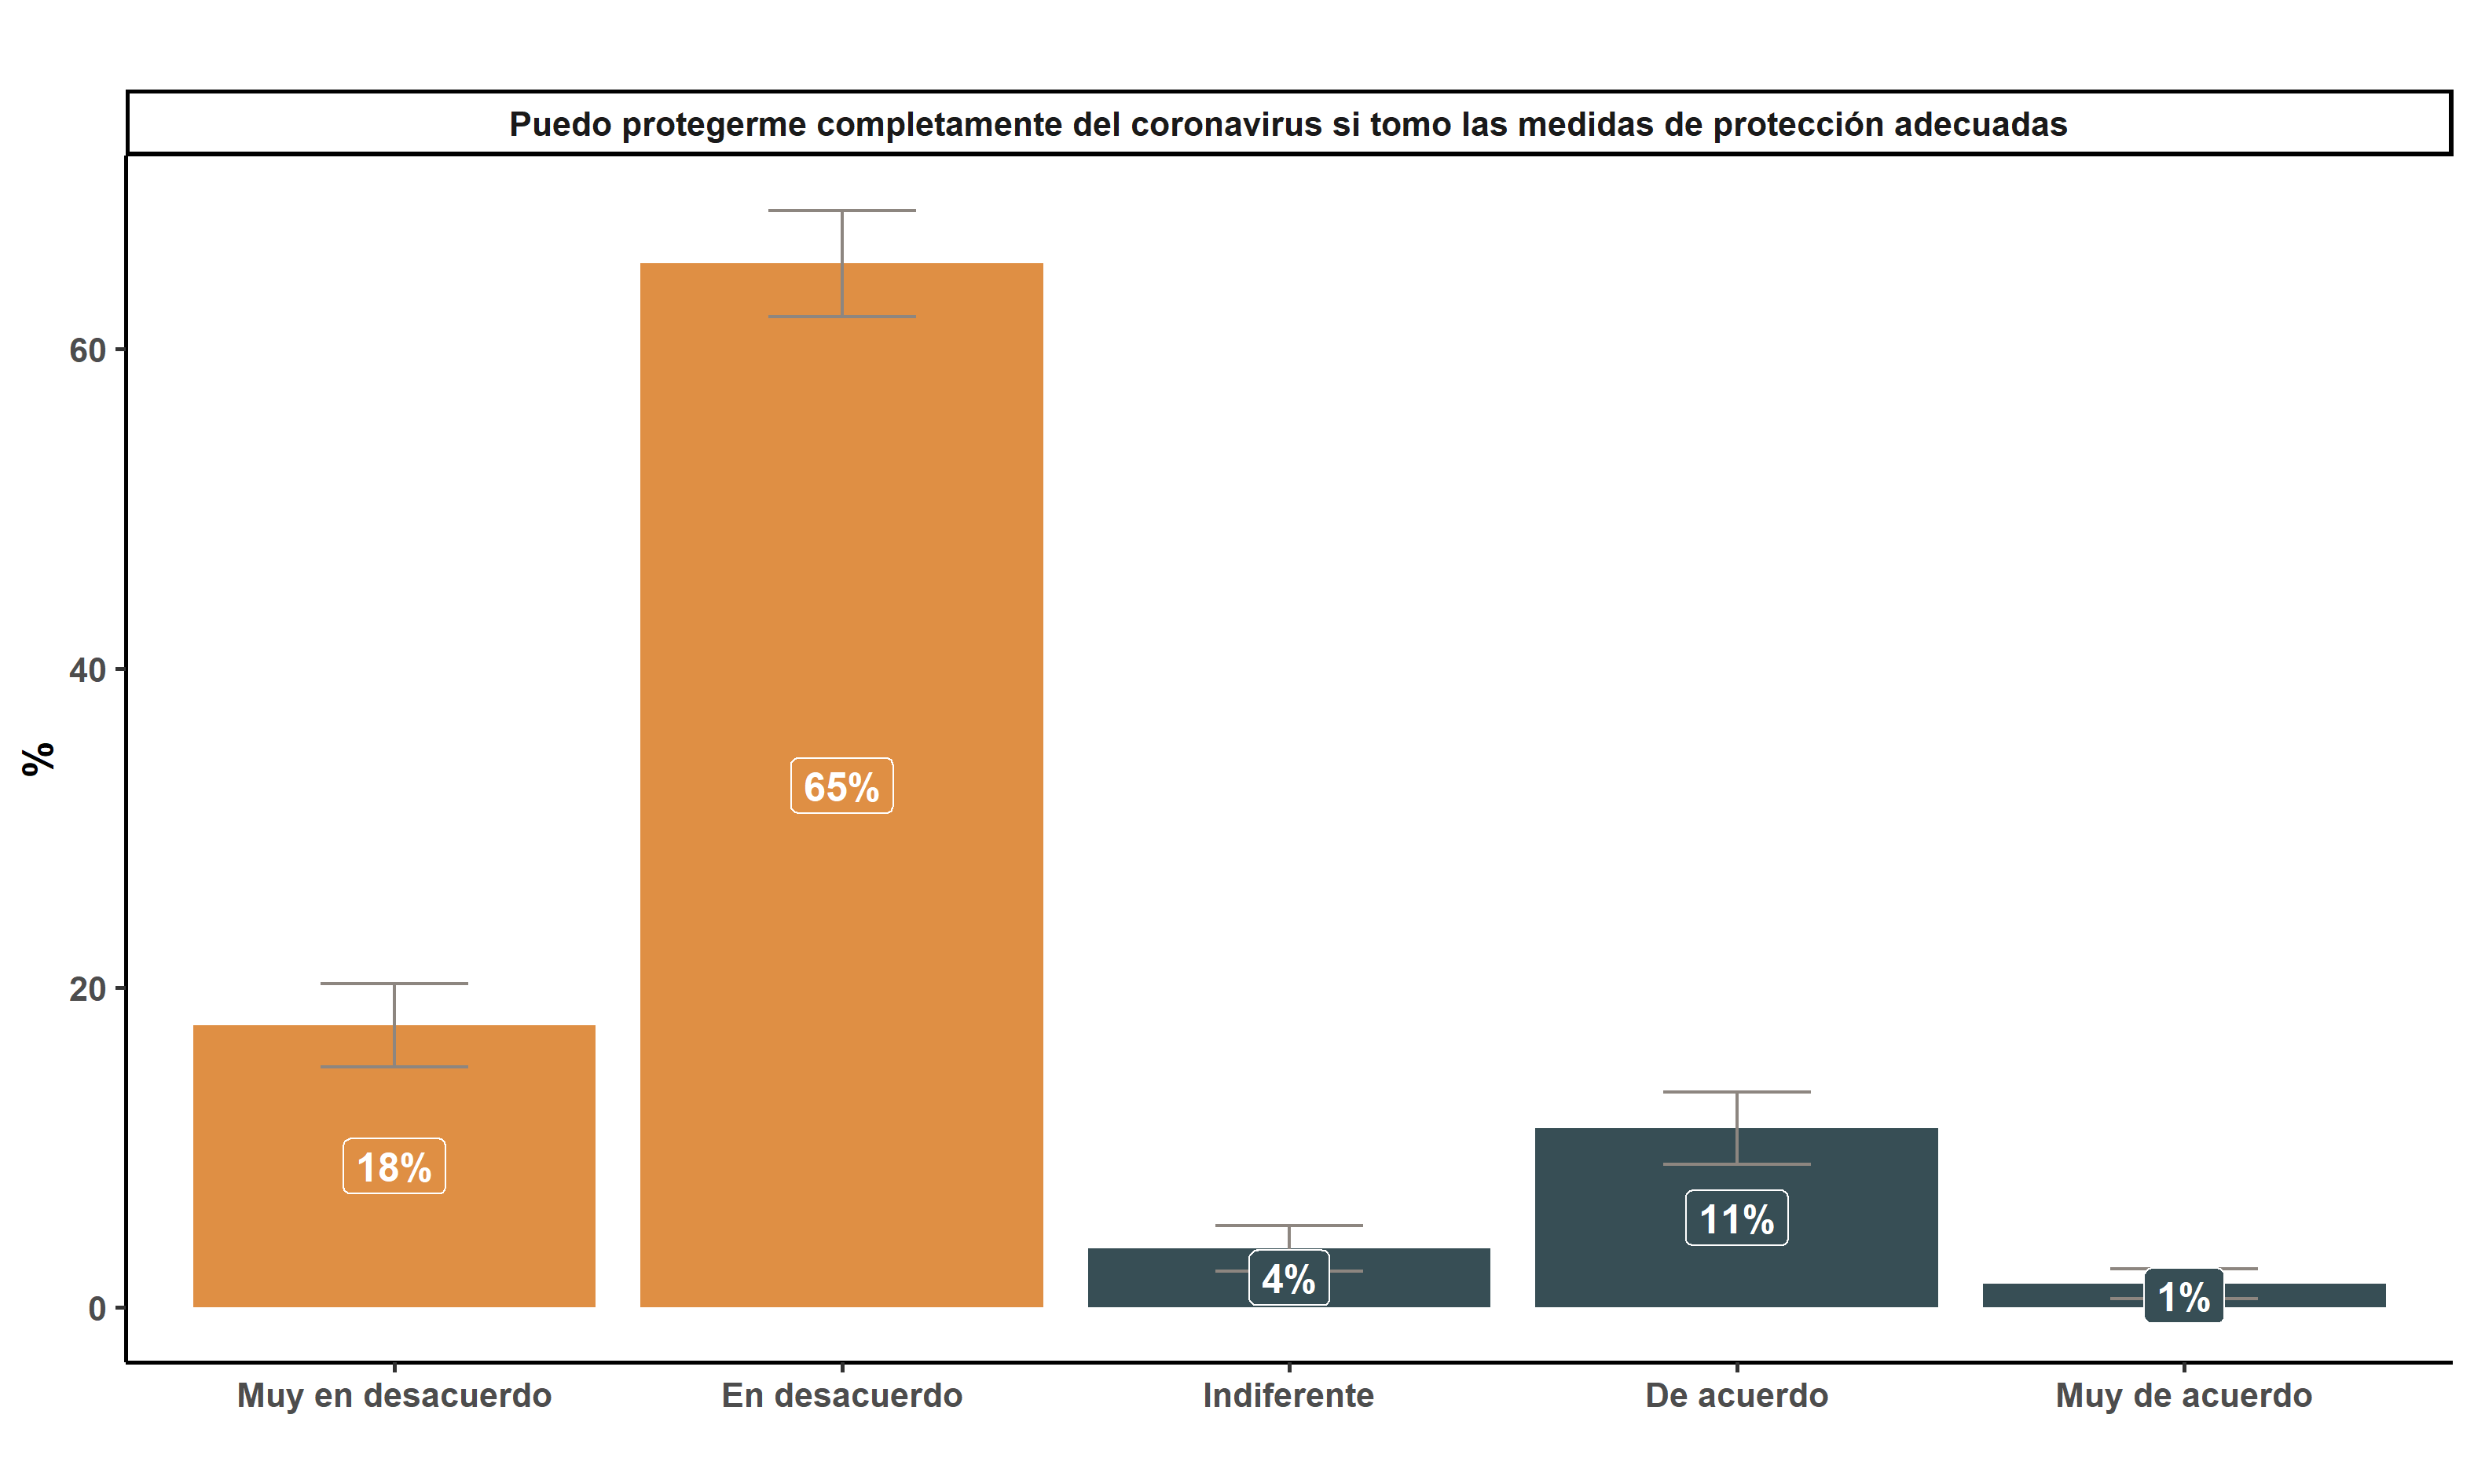 Puedo protegerme completamente del coronavirus si tomo las medidas de protección adecuadas
60
40
20
0
%
65%
18%
11%
4%
1%
Muy en desacuerdo
En desacuerdo
Indiferente
De acuerdo
Muy de acuerdo